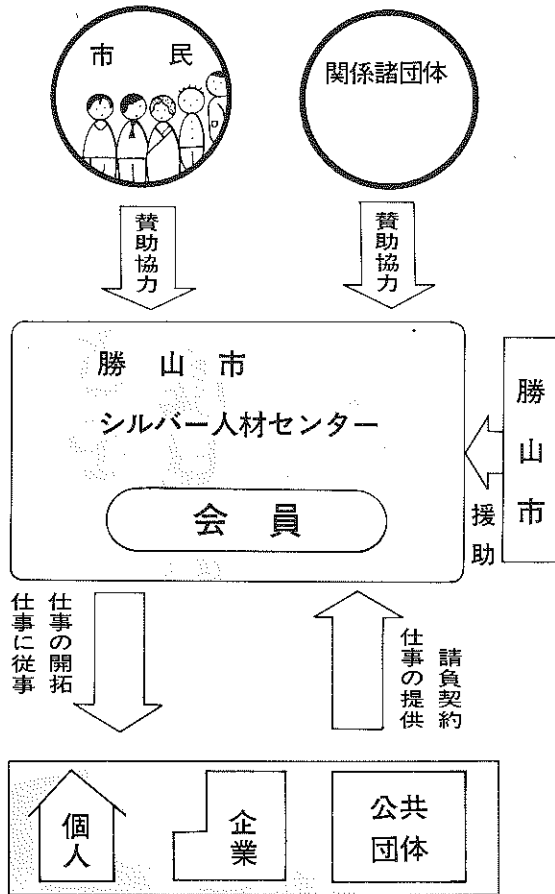 市民
関係諸団体
賛助協力
賛助協力
勝山市
シルバー人材センター
会員
勝山市
援助
仕事の開拓
仕事に従事
請負契約
仕事の提供
個人
企業
公共
団体